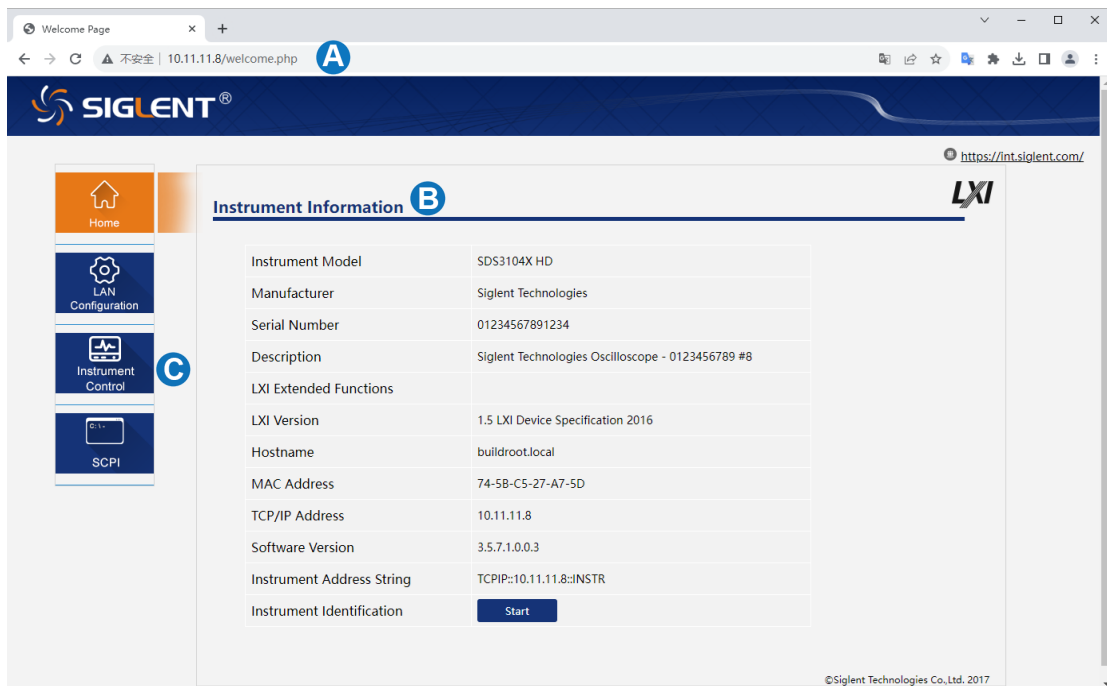 Welcome Page
不安全 | 10.11.11.8/welcome.php A
SIGLENT®
https://int.siglent.com/
Home
LAN
Configuration
Instrument
Control
C
C:\-
SCPI
Instrument Information B
LXI
Instrument Model SDS3104X HD
Manufacturer Siglent Technologies
Serial Number 01234567891234
Description Siglent Technologies Oscilloscope - 0123456789 #8
LXI Extended Functions
LXI Version 1.5 LXI Device Specification 2016
Hostname buildroot.local
MAC Address 74-5B-C5-27-A7-5D
TCP/IP Address 10.11.11.8
Software Version 3.5.7.1.0.0.3
Instrument Address String TCPIP::10.11.11.8::INSTR
Instrument Identification Start
©Siglent Technologies Co.,Ltd. 2017